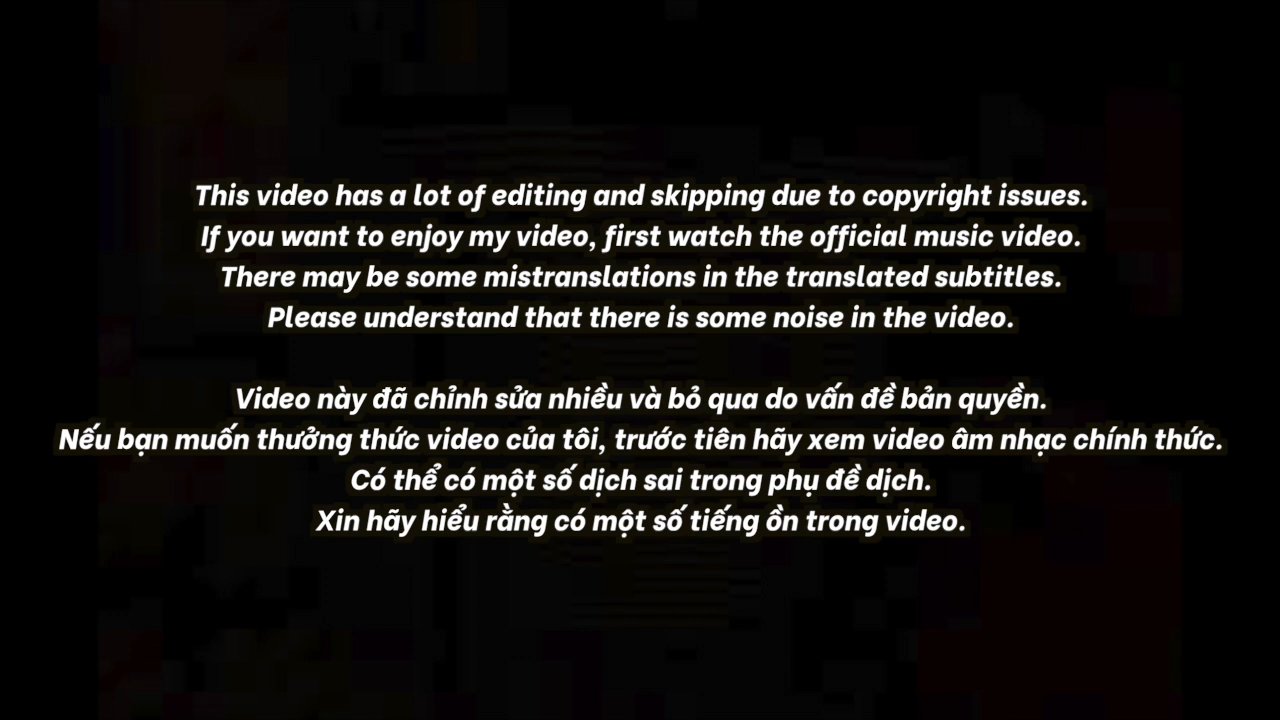 This video has a lot of editing and skipping due to copyright issues.
If you want to enjoy my video, first watch the official music video.
There may be some mistranslations in the translated subtitles.
Please understand that there is some noise in the video.
Video này đã chỉnh sửa nhiều và bỏ qua do vấn đề bản quyền.
Nếu bạn muốn thưởng thức video của tôi, trước tiên hãy xem video âm nhạc chính thức.
Có thể có một số dịch sai trong phụ đề dịch.
Xin hãy hiểu rằng có một số tiếng ồn trong video.